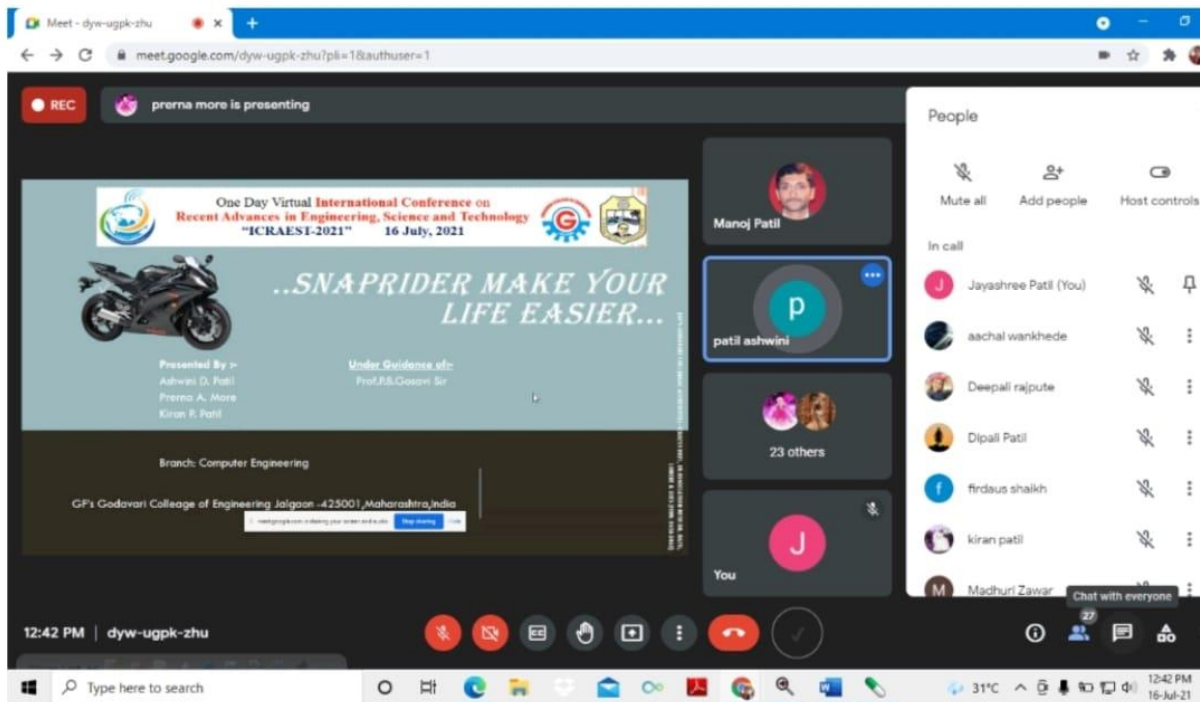 Meet - dyw-ugpk-zhu
meet.google.com/dyw-ugpk-zhu?pli=1&authuser=1
REC
prerna more is presenting
One Day Virtual International Conference on
Recent Advances in Engineering, Science and Technology
"ICRAEST-2021" 16 July, 2021
..SNAPRIDER MAKE YOUR
LIFE EASIER...
Presented By :-
Ashwini D. Patil
Prerna A. More
Kiran P. Patil
Under Guidance of:-
Prof.P.B.Gosavi Sir
Branch: Computer Engineering
GF's Godavari Colleage of Engineering Jalgaon -425001,Maharashtra,India
Stop sharing
Hide
Manoj Patil
p
patil ashwini
23 others
J
You
People
Mute all
Add people
Host controls
In call
J
Jayashree Patil (You)
aachal wankhede
Deepali rajpute
Dipali Patil
f
firdaus shaikh
kiran patil
M
Madhuri Zawar
Chat with everyone
27
12:42 PM | dyw-ugpk-zhu
CC
Type here to search
31°C
12:42 PM
16-Jul-21